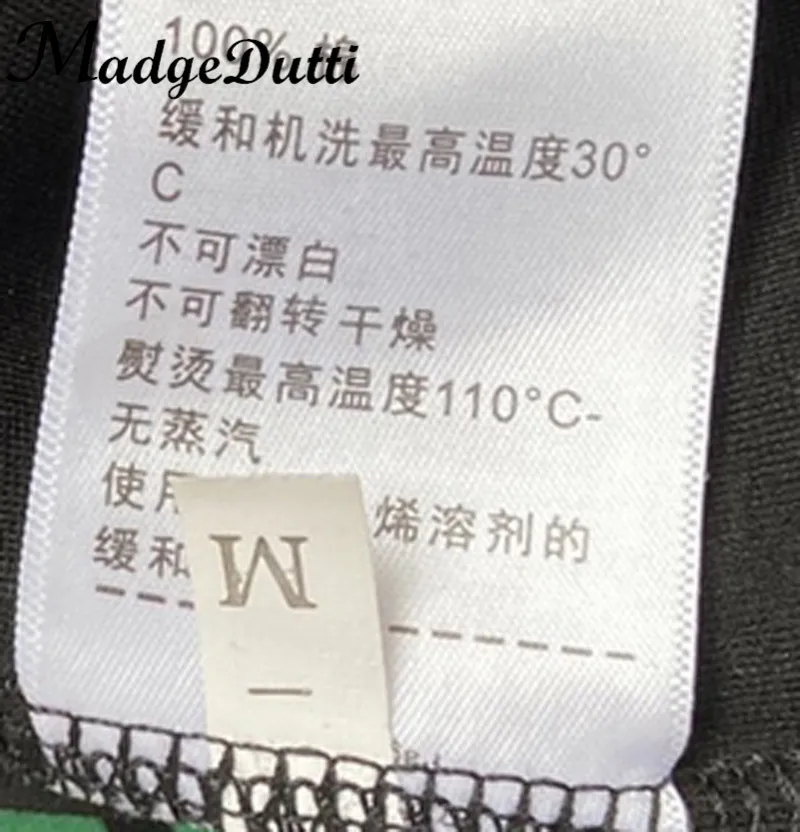 MadgeDutti
100% 棉
缓和机洗最高温度30°
C
不可漂白
不可翻转干燥
熨烫最高温度110°C-
无蒸汽
使用 烯溶剂的
缓和
M